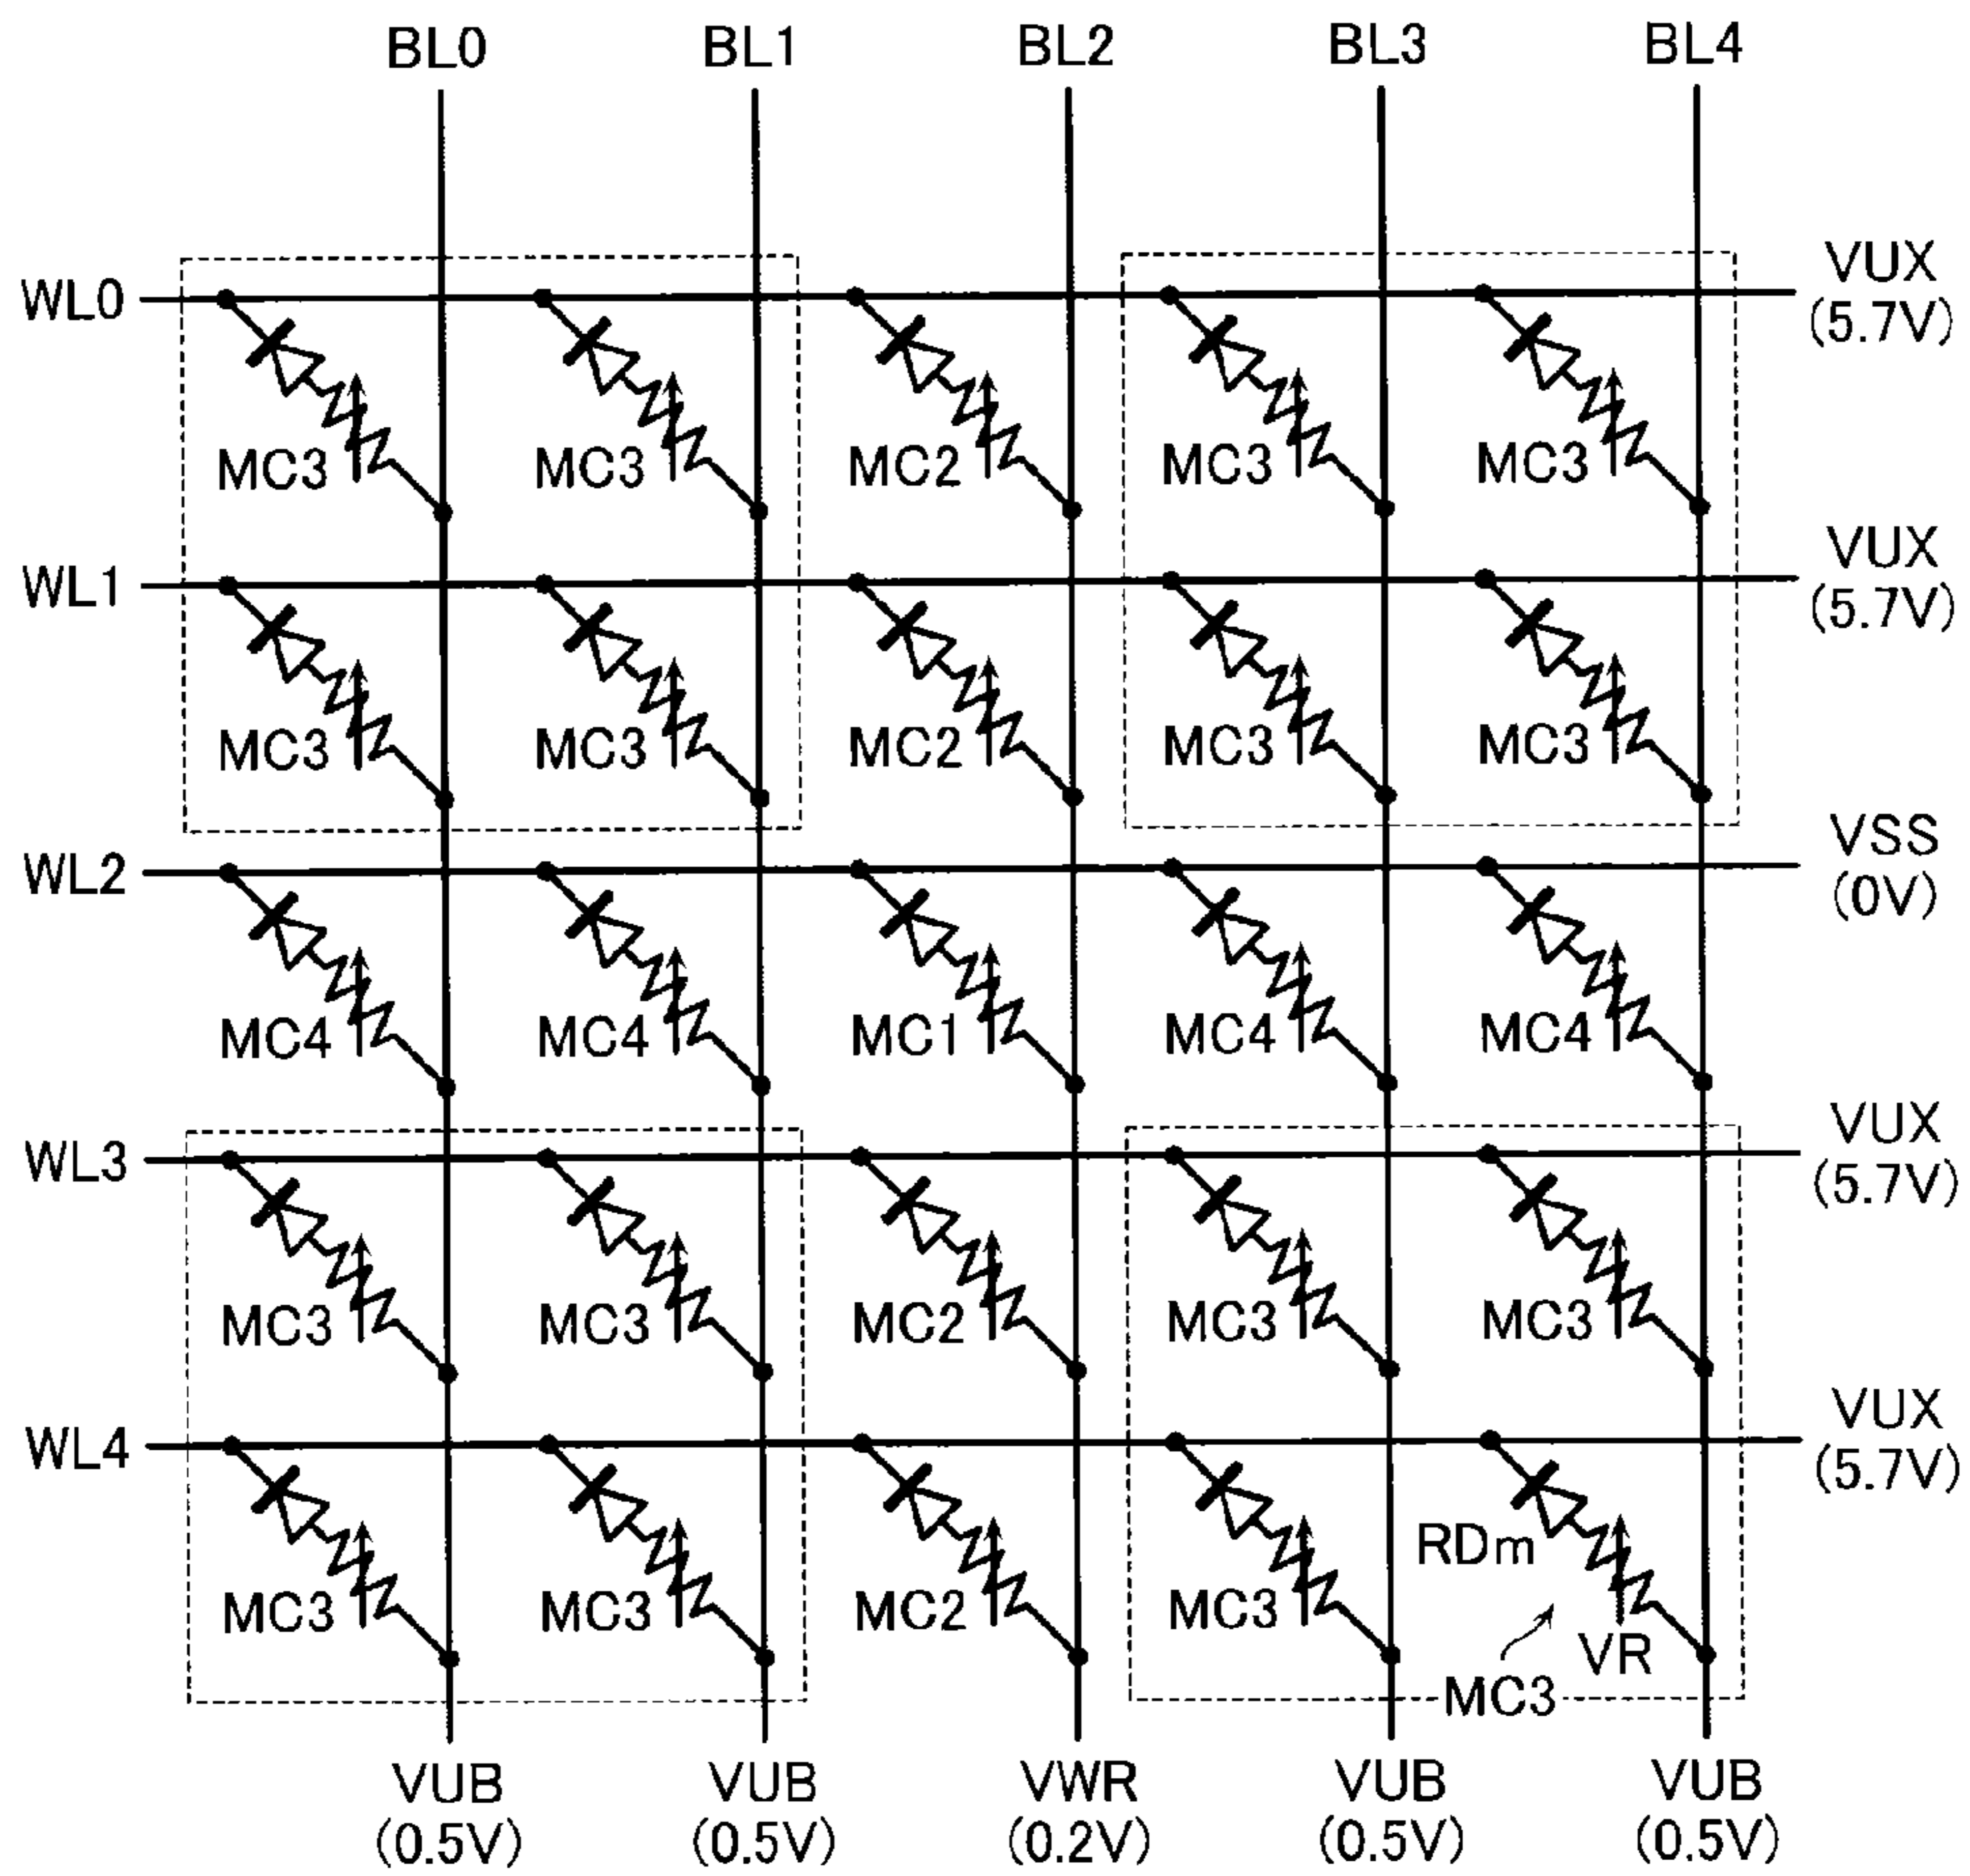 BL0 BL1 BL2 BL3 BL4
WL0 VUX
(5.7V)
MC3 MC3 MC2 MC3 MC3
WL1 VUX
(5.7V)
MC3 MC3 MC2 MC3 MC3
WL2 VSS
(0V)
MC4 MC4 MC1 MC4 MC4
WL3 VUX
(5.7V)
MC3 MC3 MC2 MC3 MC3
WL4 VUX
(5.7V)
RDm
MC3 MC3 MC2 MC3 VR
MC3
VUB VUB VWR VUB VUB
(0.5V) (0.5V) (0.2V) (0.5V) (0.5V)